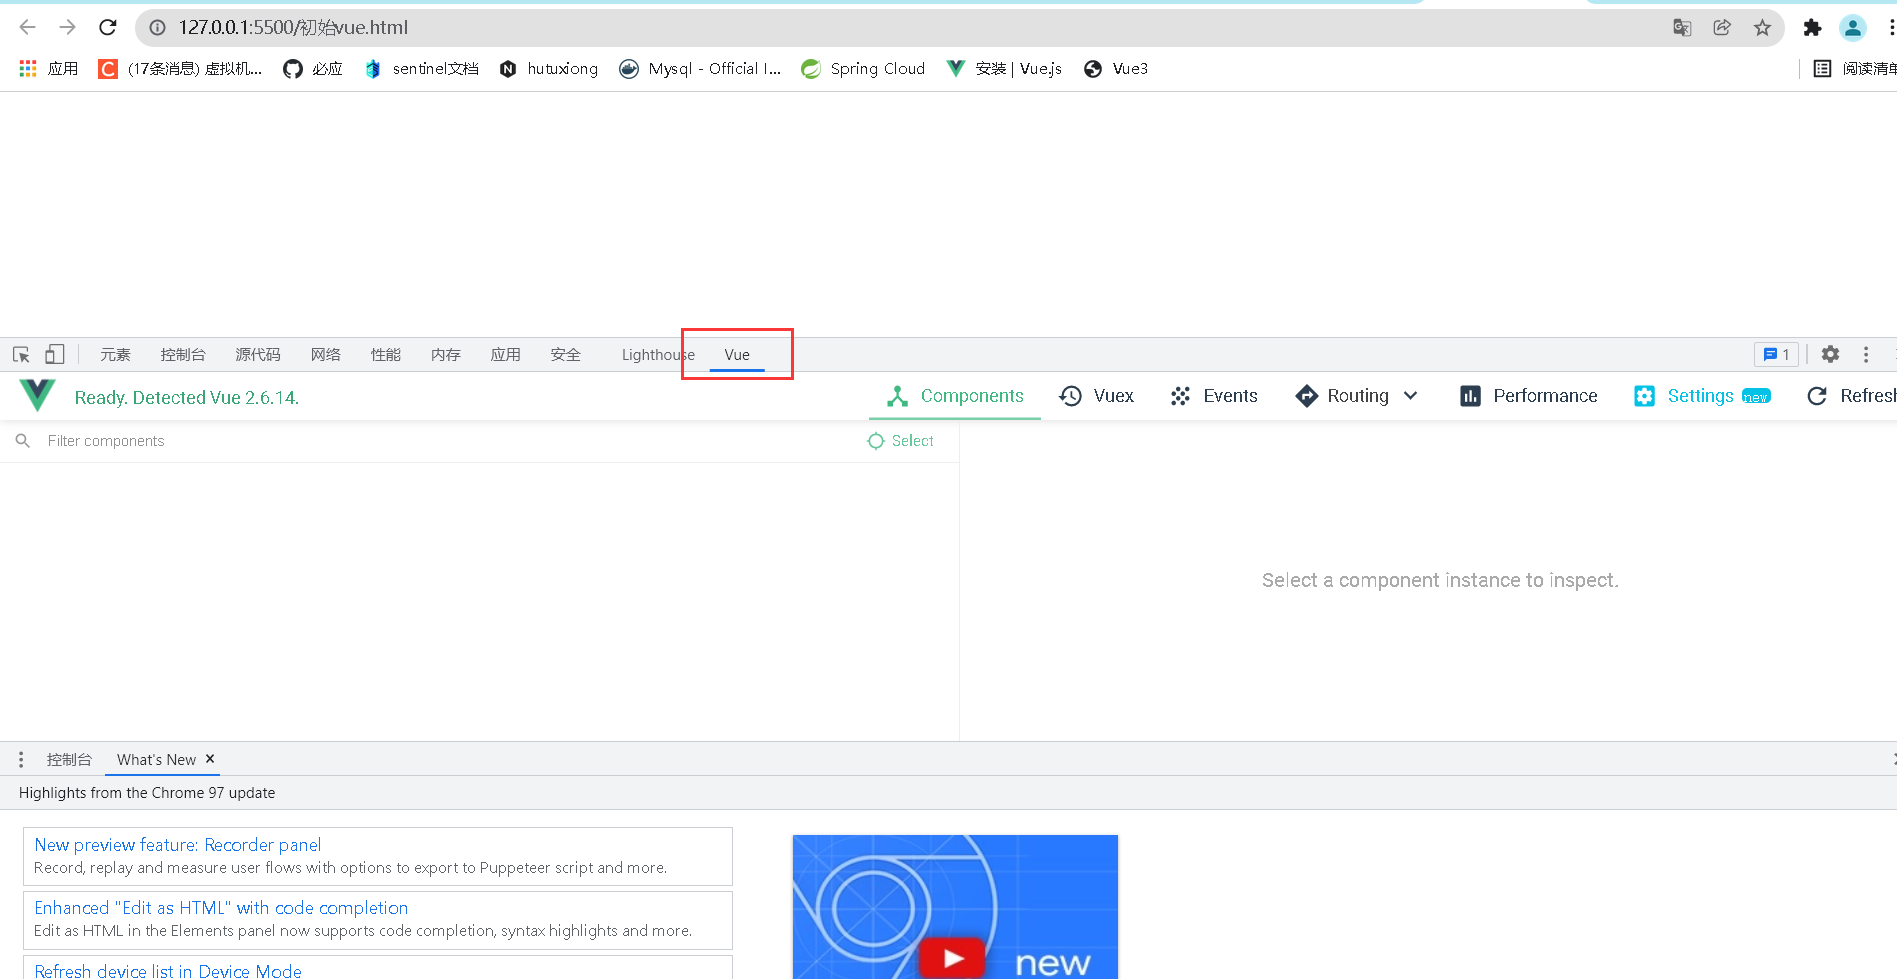 127.0.0.1:5500/初始vue.html
应用 (17条消息) 虚拟机... 必应 sentinel文档 hutuxiong Mysql - Official I... Spring Cloud 安装 | Vue.js Vue3 阅读清单
元素 控制台 源代码 网络 性能 内存 应用 安全 Lighthouse Vue 1
Ready. Detected Vue 2.6.14. Components Vuex Events Routing Performance Settings new Refresh
Filter components Select
Select a component instance to inspect.
控制台 What's New ×
Highlights from the Chrome 97 update
New preview feature: Recorder panel
Record, replay and measure user flows with options to export to Puppeteer script and more.
Enhanced "Edit as HTML" with code completion
Edit as HTML in the Elements panel now supports code completion, syntax highlights and more.
Refresh device list in Device Mode
new